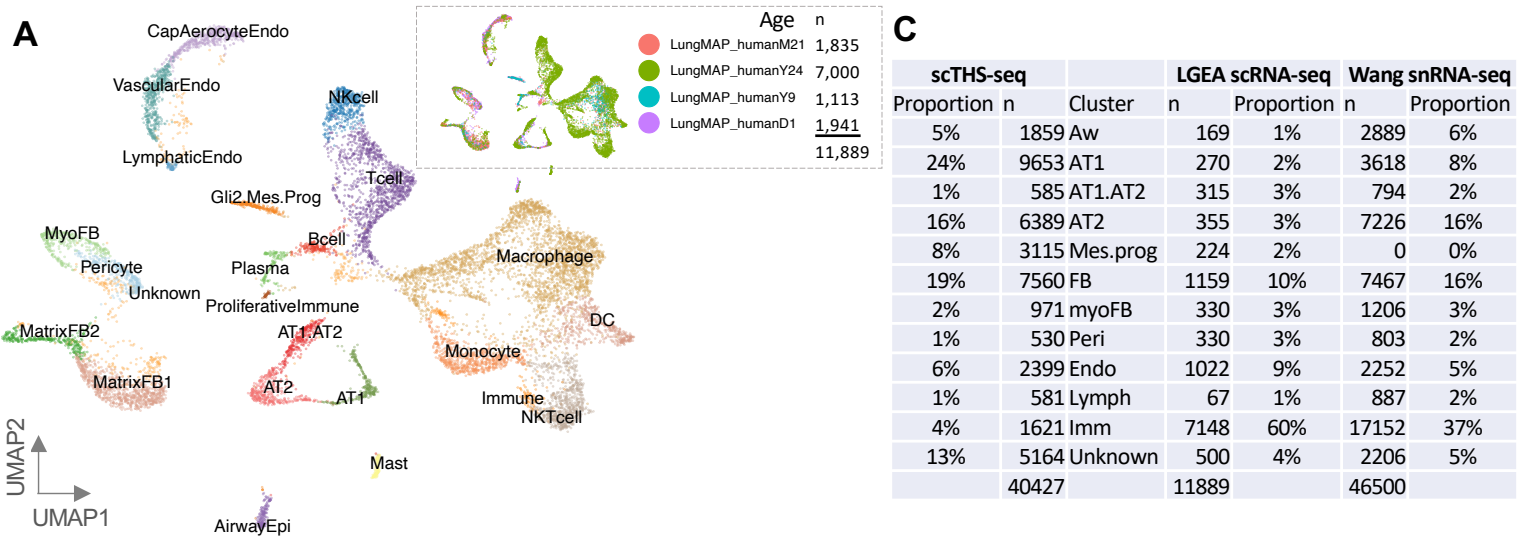 A
CapAerocyteEndo
VascularEndo
LymphaticEndo
NKcell
Tcell
Gli2.Mes.Prog
Bcell
Plasma
ProliferativeImmune
MyoFB
Pericyte
Unknown
MatrixFB2
MatrixFB1
AT1.AT2
AT2
AT1
Macrophage
DC
Monocyte
Immune
NKTcell
Mast
AirwayEpi
UMAP2
UMAP1
Age n
LungMAP_humanM21 1,835
LungMAP_humanY24 7,000
LungMAP_humanY9 1,113
LungMAP_humanD1 1,941
11,889
C
scTHS-seq LGEA scRNA-seq Wang snRNA-seq
Proportion n Cluster n Proportion n Proportion
5% 1859 Aw 169 1% 2889 6%
24% 9653 AT1 270 2% 3618 8%
1% 585 AT1.AT2 315 3% 794 2%
16% 6389 AT2 355 3% 7226 16%
8% 3115 Mes.prog 224 2% 0 0%
19% 7560 FB 1159 10% 7467 16%
2% 971 myoFB 330 3% 1206 3%
1% 530 Peri 330 3% 803 2%
6% 2399 Endo 1022 9% 2252 5%
1% 581 Lymph 67 1% 887 2%
4% 1621 Imm 7148 60% 17152 37%
13% 5164 Unknown 500 4% 2206 5%
40427 11889 46500